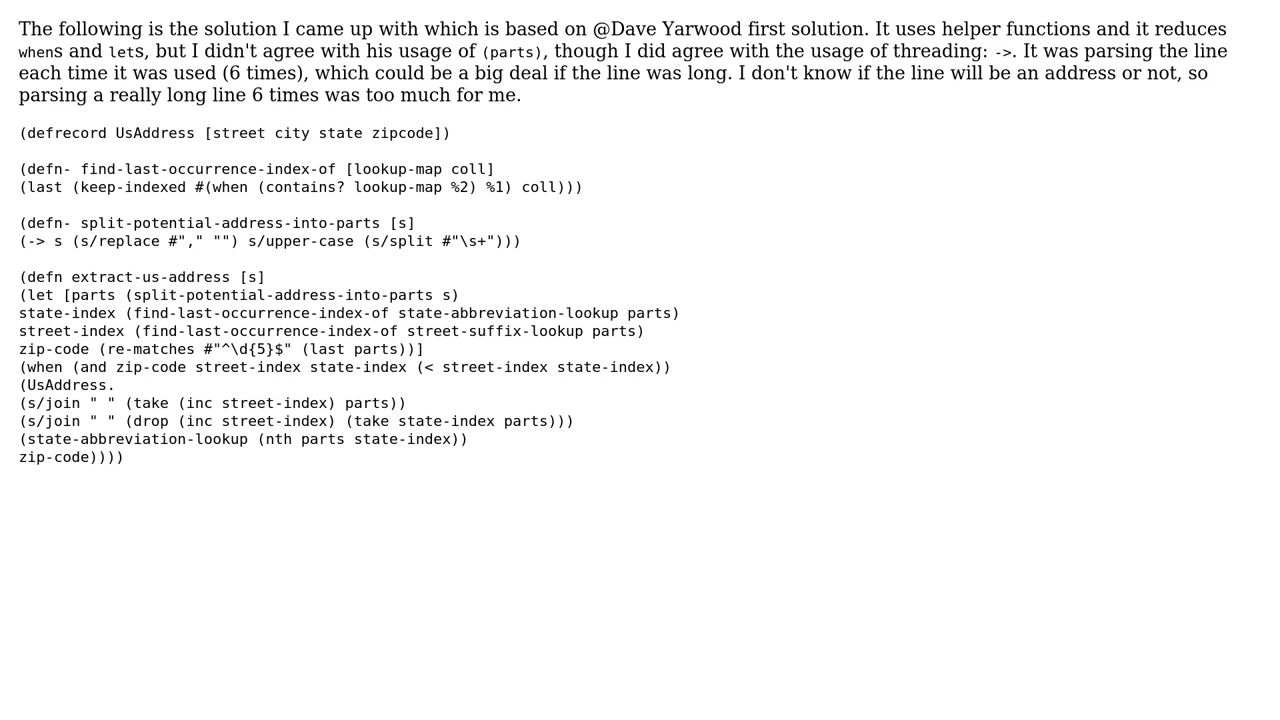 The following is the solution I came up with which is based on @Dave Yarwood first solution. It uses helper functions and it reduces
whens and lets, but I didn't agree with his usage of (parts), though I did agree with the usage of threading: ->. It was parsing the line
each time it was used (6 times), which could be a big deal if the line was long. I don't know if the line will be an address or not, so
parsing a really long line 6 times was too much for me.
(defrecord UsAddress [street city state zipcode])
(defn- find-last-occurrence-index-of [lookup-map coll]
(last (keep-indexed #(when (contains? lookup-map %2) %1) coll)))
(defn- split-potential-address-into-parts [s]
(-> s (s/replace #"," "") s/upper-case (s/split #"\s+")))
(defn extract-us-address [s]
(let [parts (split-potential-address-into-parts s)
state-index (find-last-occurrence-index-of state-abbreviation-lookup parts)
street-index (find-last-occurrence-index-of street-suffix-lookup parts)
zip-code (re-matches #"^\d{5}$" (last parts))]
(when (and zip-code street-index state-index (< street-index state-index))
(UsAddress.
(s/join " " (take (inc street-index) parts))
(s/join " " (drop (inc street-index) (take state-index parts)))
(state-abbreviation-lookup (nth parts state-index))
zip-code))))